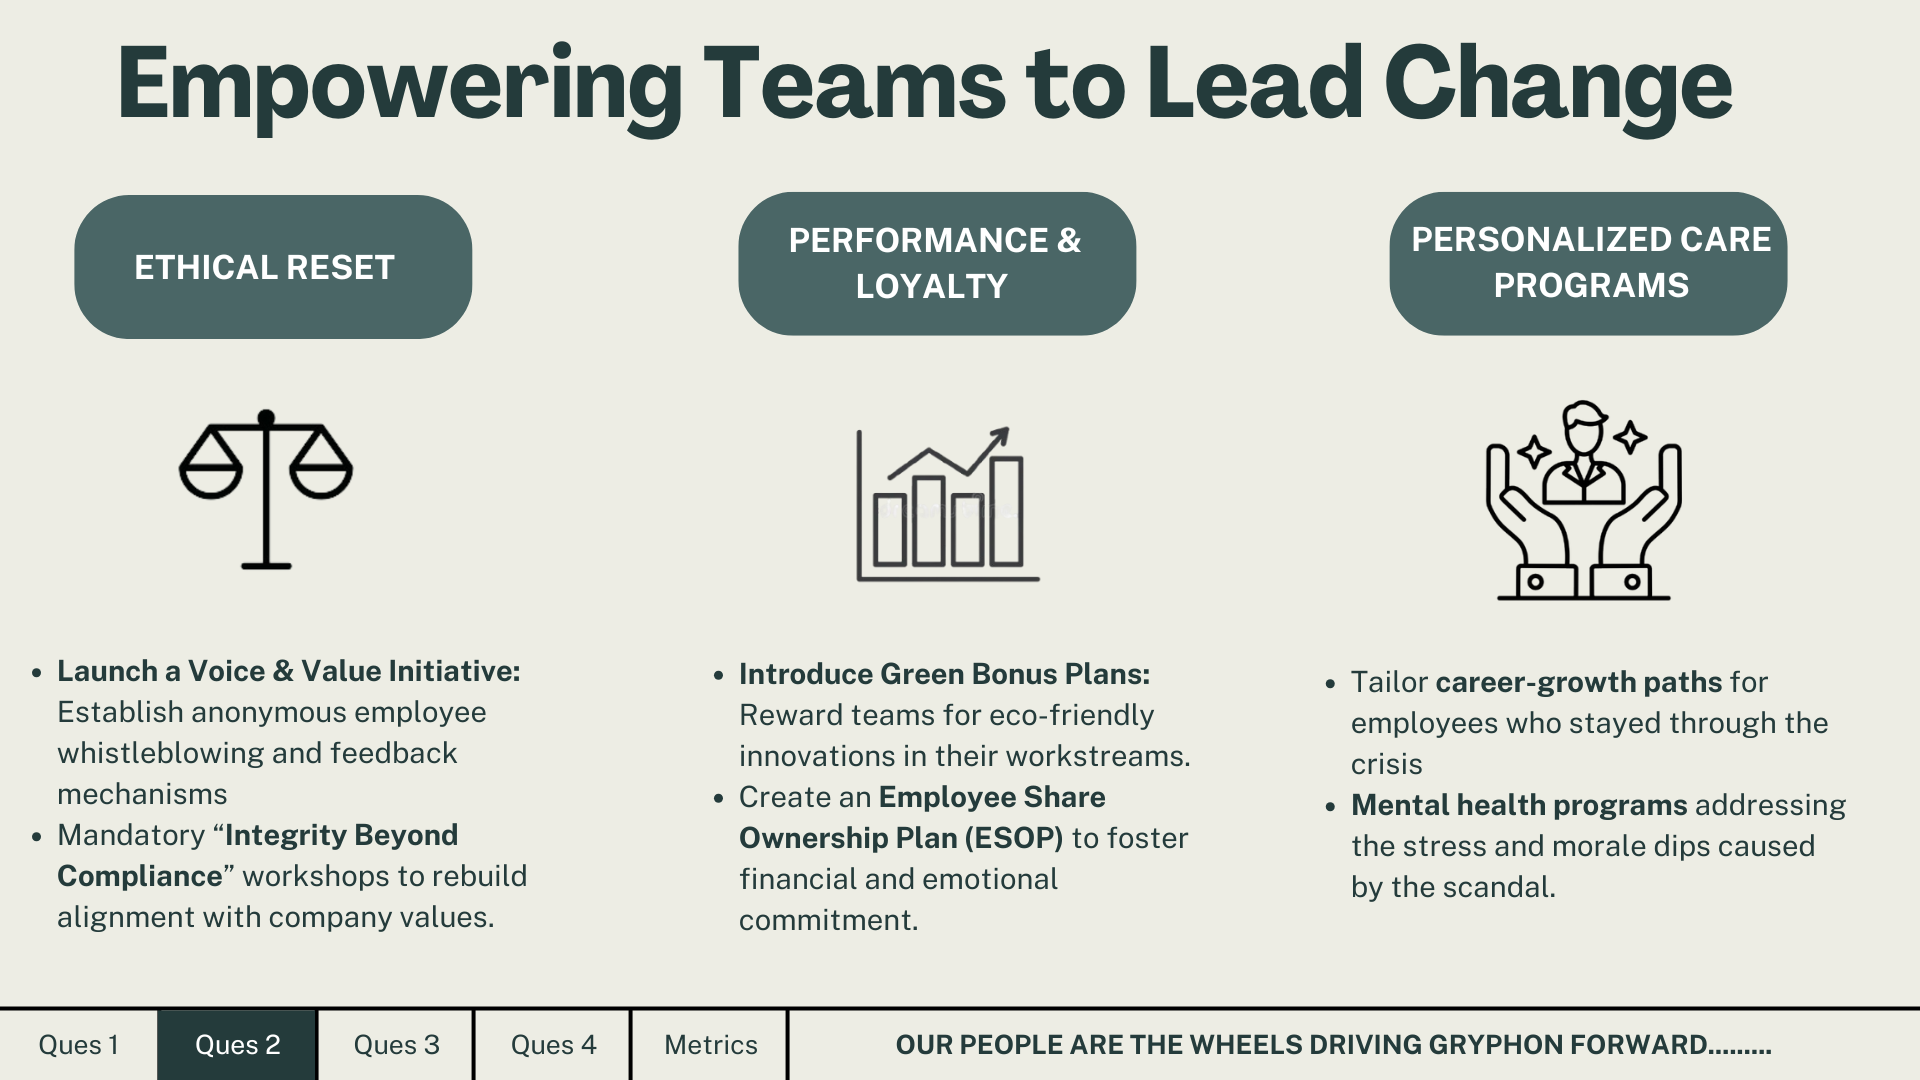 Empowering Teams to Lead Change
ETHICAL RESET
PERFORMANCE &
LOYALTY
PERSONALIZED CARE
PROGRAMS
• Launch a Voice & Value Initiative:
Establish anonymous employee
whistleblowing and feedback
mechanisms
• Mandatory “Integrity Beyond
Compliance” workshops to rebuild
alignment with company values.
• Introduce Green Bonus Plans:
Reward teams for eco-friendly
innovations in their workstreams.
• Create an Employee Share
Ownership Plan (ESOP) to foster
financial and emotional
commitment.
• Tailor career-growth paths for
employees who stayed through the
crisis
• Mental health programs addressing
the stress and morale dips caused
by the scandal.
Ques 1
Ques 2
Ques 3
Ques 4
Metrics
OUR PEOPLE ARE THE WHEELS DRIVING GRYPHON FORWARD.........